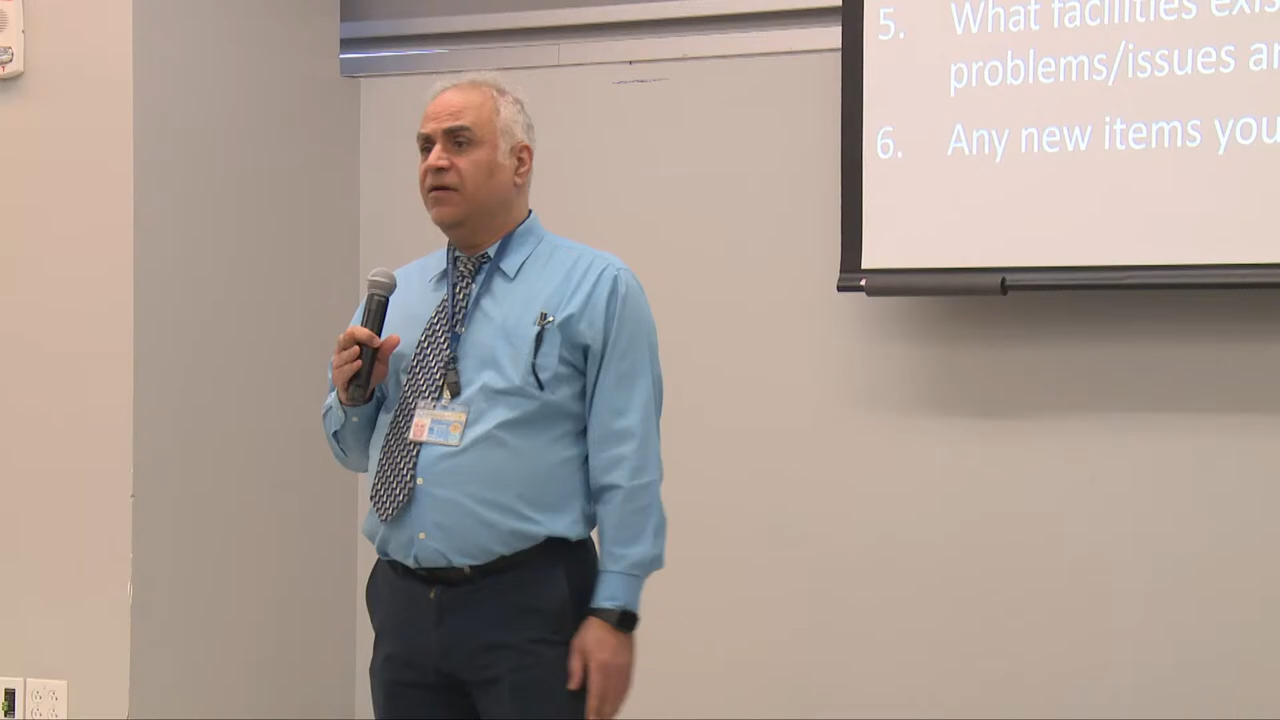 5. What facilities
problems/issues
6. Any new items you